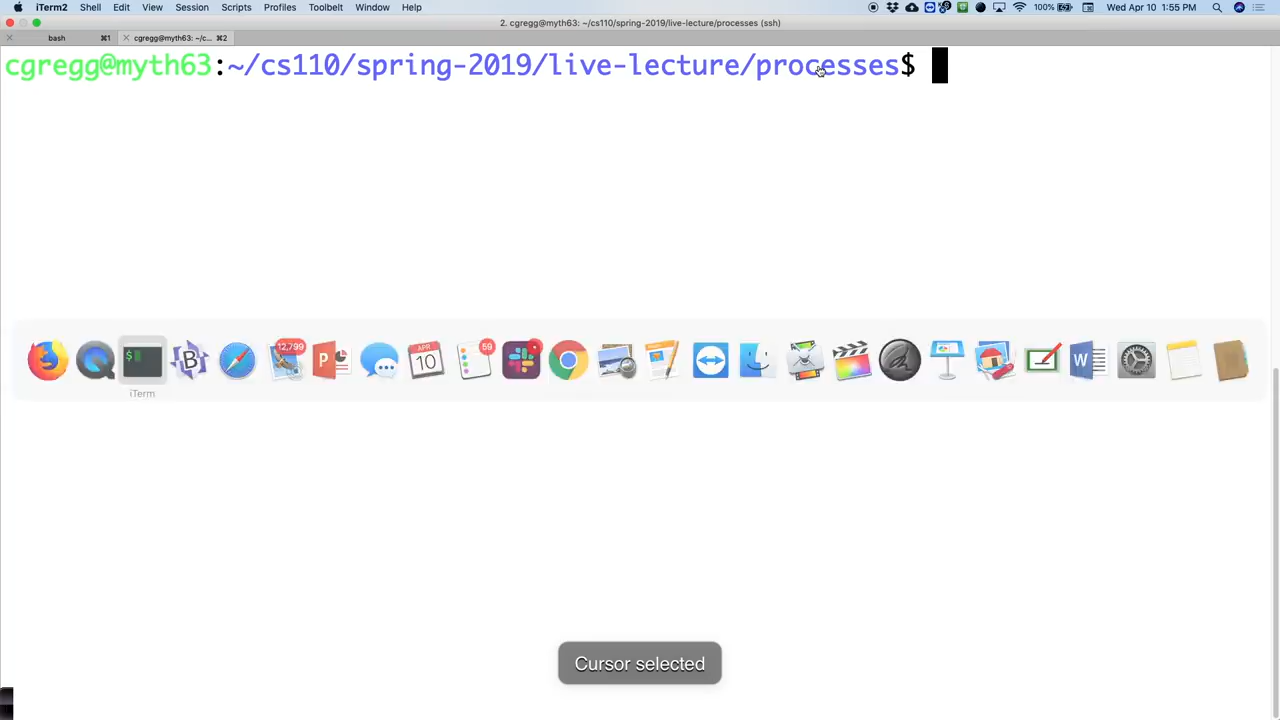 iTerm2 Shell Edit View Session Scripts Profiles Toolbelt Window Help 100% Wed Apr 10 1:55 PM
2. cgregg@myth63: ~/cs110/spring-2019/live-lecture/processes (ssh)
bash ⌘1 cgregg@myth63: ~/c... ⌘2
cgregg@myth63:~/cs110/spring-2019/live-lecture/processes$
12,799
APR
10
59
iTerm
Cursor selected